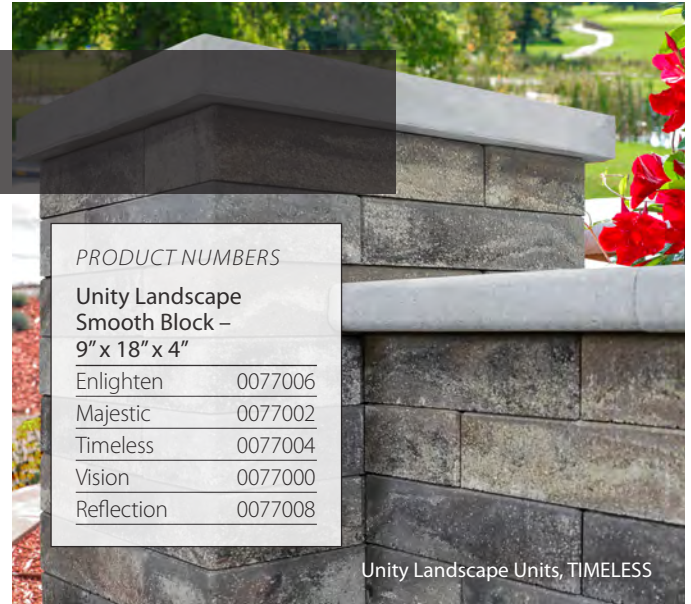 PRODUCT NUMBERS
Unity Landscape
Smooth Block –
9” x 18” x 4”
Enlighten 0077006
Majestic 0077002
Timeless 0077004
Vision 0077000
Reflection 0077008
Unity Landscape Units, TIMELESS